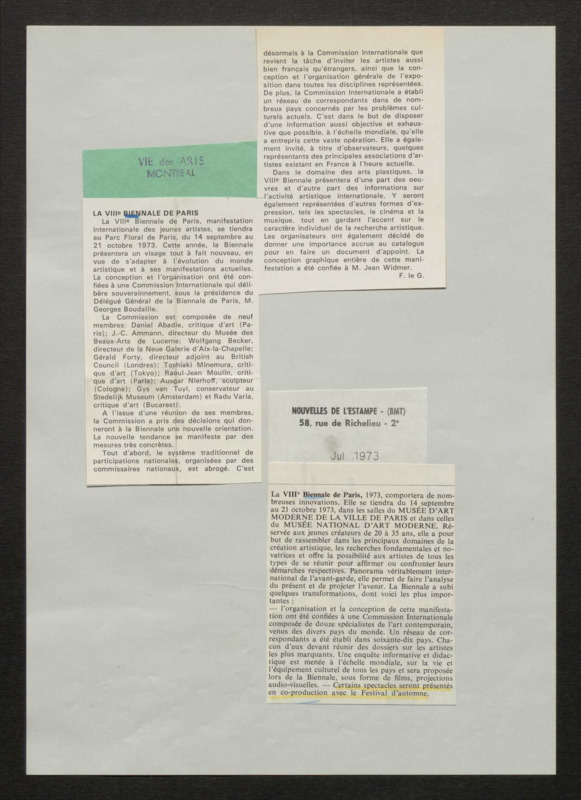 VIE des ARTS
MONTREAL
LA VIIIe BIENNALE DE PARIS
La VIIIe Biennale de Paris, manifestation
internationale des jeunes artistes, se tiendra
au Parc Floral de Paris, du 14 septembre au
21 octobre 1973. Cette année, la Biennale
présentera un visage tout à fait nouveau, en
vue de s'adapter à l'évolution du monde
artistique et à ses manifestations actuelles.
La conception et l'organisation ont été con-
fiées à une Commission Internationale qui déli-
bère souverainement, sous la présidence du
Délégué Général de la Biennale de Paris, M.
Georges Boudaille.
La Commission est composée de neuf
membres: Daniel Abadie, critique d'art (Pa-
ris); J.-C. Ammann, directeur du Musée des
Beaux-Arts de Lucerne; Wolfgang Becker,
directeur de la Neue Galerie d'Aix-la-Chapelle;
Gérald Forty, directeur adjoint au British
Council (Londres); Toshiaki Minemura, criti-
que d'art (Tokyo); Raoul-Jean Moulin, criti-
que d'art (Paris); Ausgar Nierhoff, sculpteur
(Cologne); Gys van Tuyl, conservateur au
Stedelijk Museum (Amsterdam) et Radu Varia,
critique d'art (Bucarest).
A l'issue d'une réunion de ses membres,
la Commission a pris des décisions qui don-
neront à la Biennale une nouvelle orientation.
La nouvelle tendance se manifeste par des
mesures très concrètes.
Tout d'abord, le système traditionnel de
participations nationales, organisées par des
commissaires nationaux, est abrogé. C'est
désormais à la Commission Internationale que
revient la tâche d'inviter les artistes aussi
bien français qu'étrangers, ainsi que la con-
ception et l'organisation générale de l'expo-
sition dans toutes les disciplines représentées.
De plus, la Commission Internationale a établi
un réseau de correspondants dans de nom-
breux pays concernés par les problèmes cul-
turels actuels. C'est dans le but de disposer
d'une information aussi objective et exhaus-
tive que possible, à l'échelle mondiale, qu'elle
a entrepris cette vaste opération. Elle a égale-
ment invité, à titre d'observateurs, quelques
représentants des principales associations d'ar-
tistes existant en France à l'heure actuelle.
Dans le domaine des arts plastiques, la
VIIIe Biennale présentera d'une part des oeu-
vres et d'autre part des informations sur
l'activité artistique internationale. Y seront
également représentées d'autres formes d'ex-
pression, tels les spectacles, le cinéma et la
musique, tout en gardant l'accent sur le
caractère individuel de la recherche artistique.
Les organisateurs ont également décidé de
donner une importance accrue au catalogue
pour en faire un document d'appoint. La
conception graphique entière de cette mani-
festation a été confiée à M. Jean Widmer.
F. le G.
NOUVELLES DE L'ESTAMPE - (BMT)
58, rue de Richelieu - 2e
Jul. 1973
La VIIIe Biennale de Paris, 1973, comportera de nom-
breuses innovations. Elle se tiendra du 14 septembre
au 21 octobre 1973, dans les salles du MUSÉE D'ART
MODERNE DE LA VILLE DE PARIS et dans celles
du MUSÉE NATIONAL D'ART MODERNE. Ré-
servée aux jeunes créateurs de 20 à 35 ans, elle a pour
but de rassembler dans les principaux domaines de la
création artistique, les recherches fondamentales et no-
vatrices et offre la possibilité aux artistes de tous les
types de se réunir pour affirmer ou confronter leurs
démarches respectives. Panorama véritablement inter-
national de l'avant-garde, elle permet de faire l'analyse
du présent et de projeter l'avenir. La Biennale a subi
quelques transformations, dont voici les plus impor-
tantes :
— l'organisation et la conception de cette manifesta-
tion ont été confiées à une Commission Internationale
composée de douze spécialistes de l'art contemporain,
venus des divers pays du monde. Un réseau de cor-
respondants a été établi dans soixante-dix pays. Cha-
cun d'eux devant réunir des dossiers sur les artistes
les plus marquants. Une enquête informative et didac-
tique est menée à l'échelle mondiale, sur la vie et
l'équipement culturel de tous les pays et sera proposée
lors de la Biennale, sous forme de films, projections
audio-visuelles. — Certains spectacles seront présentés
en co-production avec le Festival d'automne.